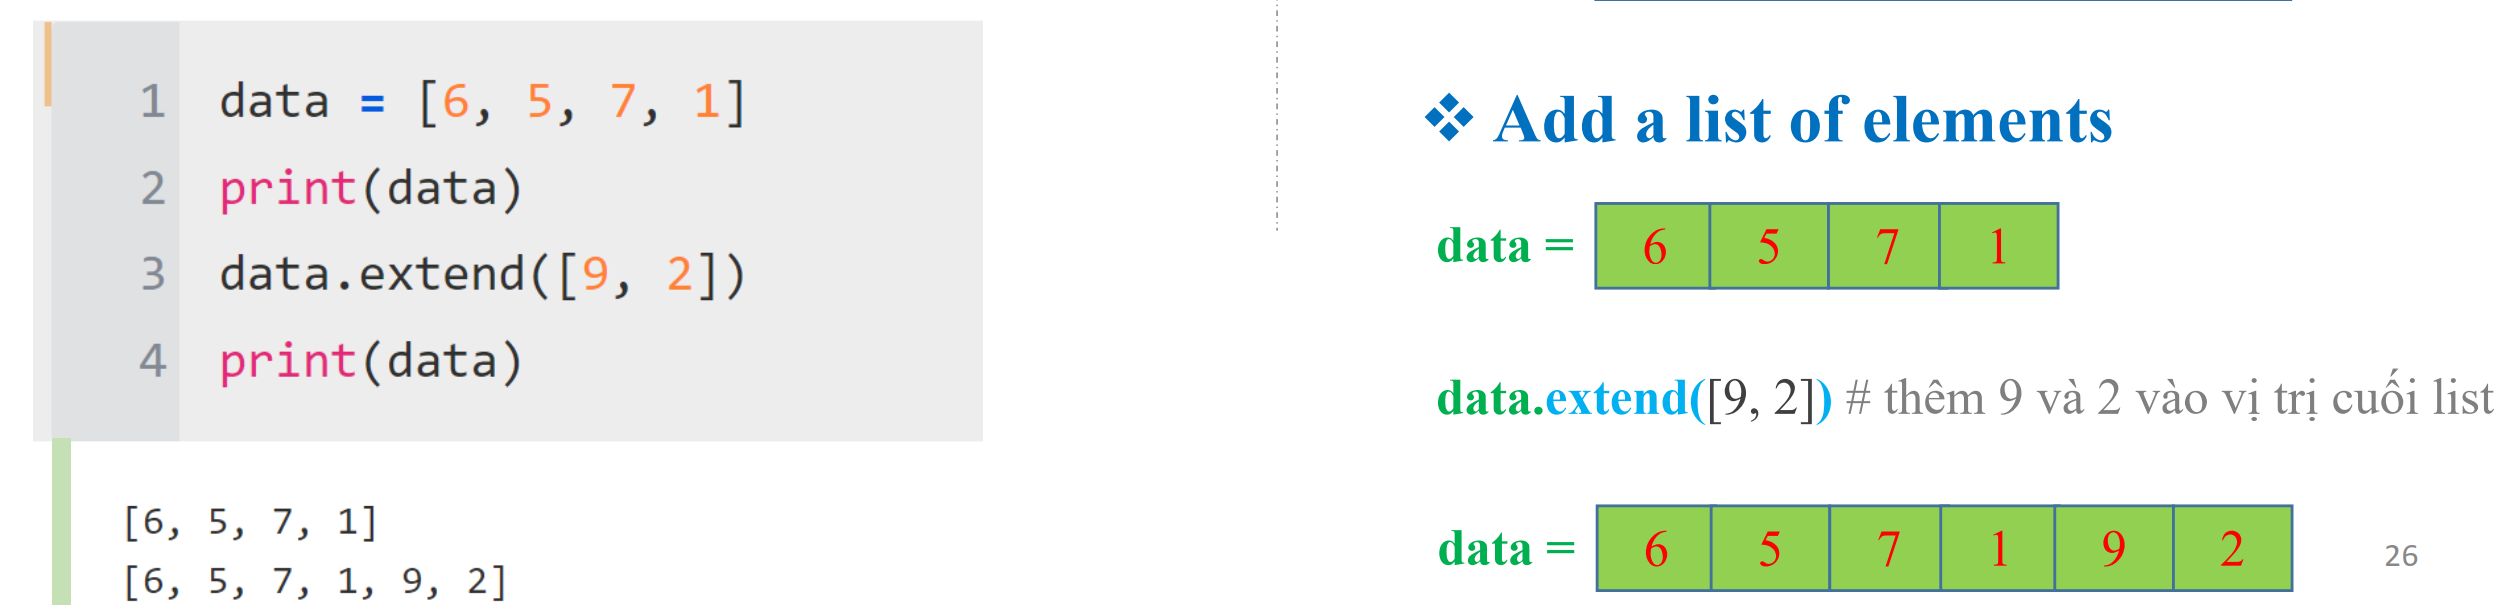 1 data = [6, 5, 7, 1]
2 print(data)
3 data.extend([9, 2])
4 print(data)
[6, 5, 7, 1]
[6, 5, 7, 1, 9, 2]
❖ Add a list of elements
data = 6 5 7 1
data.extend([9, 2]) # thêm 9 và 2 vào vị trị cuối list
data = 6 5 7 1 9 2
26